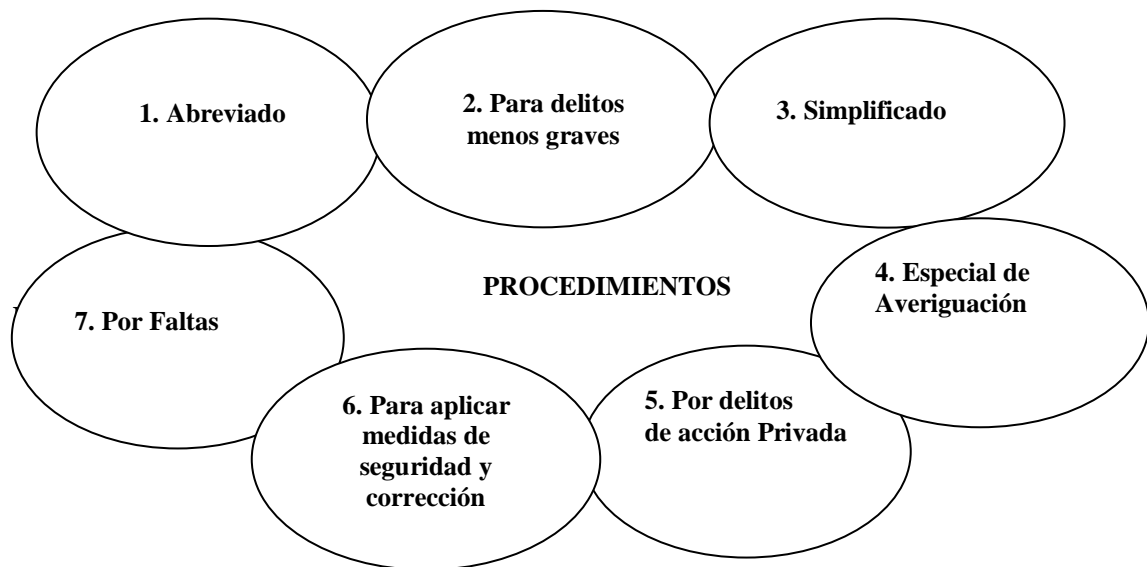 1. Abreviado
2. Para delitos
menos graves
3. Simplificado
4. Especial de
Averiguación
PROCEDIMIENTOS
7. Por Faltas
6. Para aplicar
medidas de
seguridad y
corrección
5. Por delitos
de acción Privada